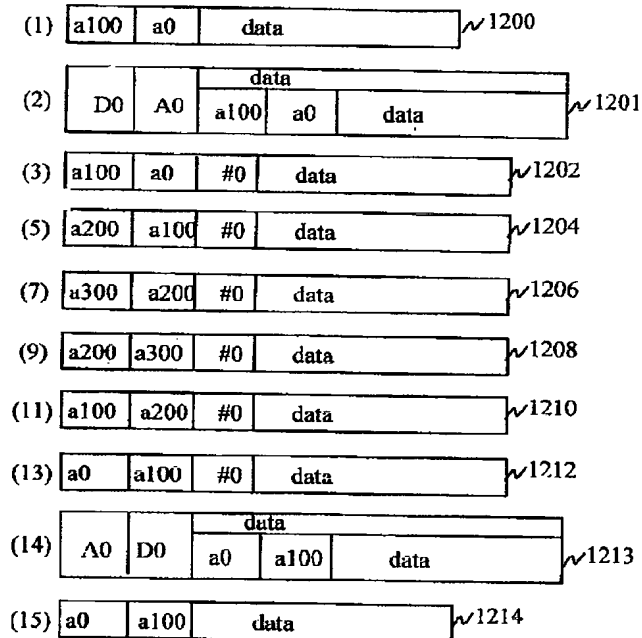 (1) a100 a0 data 1200
data
(2) D0 A0 a100 a0 data 1201
(3) a100 a0 #0 data 1202
(5) a200 a100 #0 data 1204
(7) a300 a200 #0 data 1206
(9) a200 a300 #0 data 1208
(11) a100 a200 #0 data 1210
(13) a0 a100 #0 data 1212
data
(14) A0 D0 a0 a100 data 1213
(15) a0 a100 data 1214